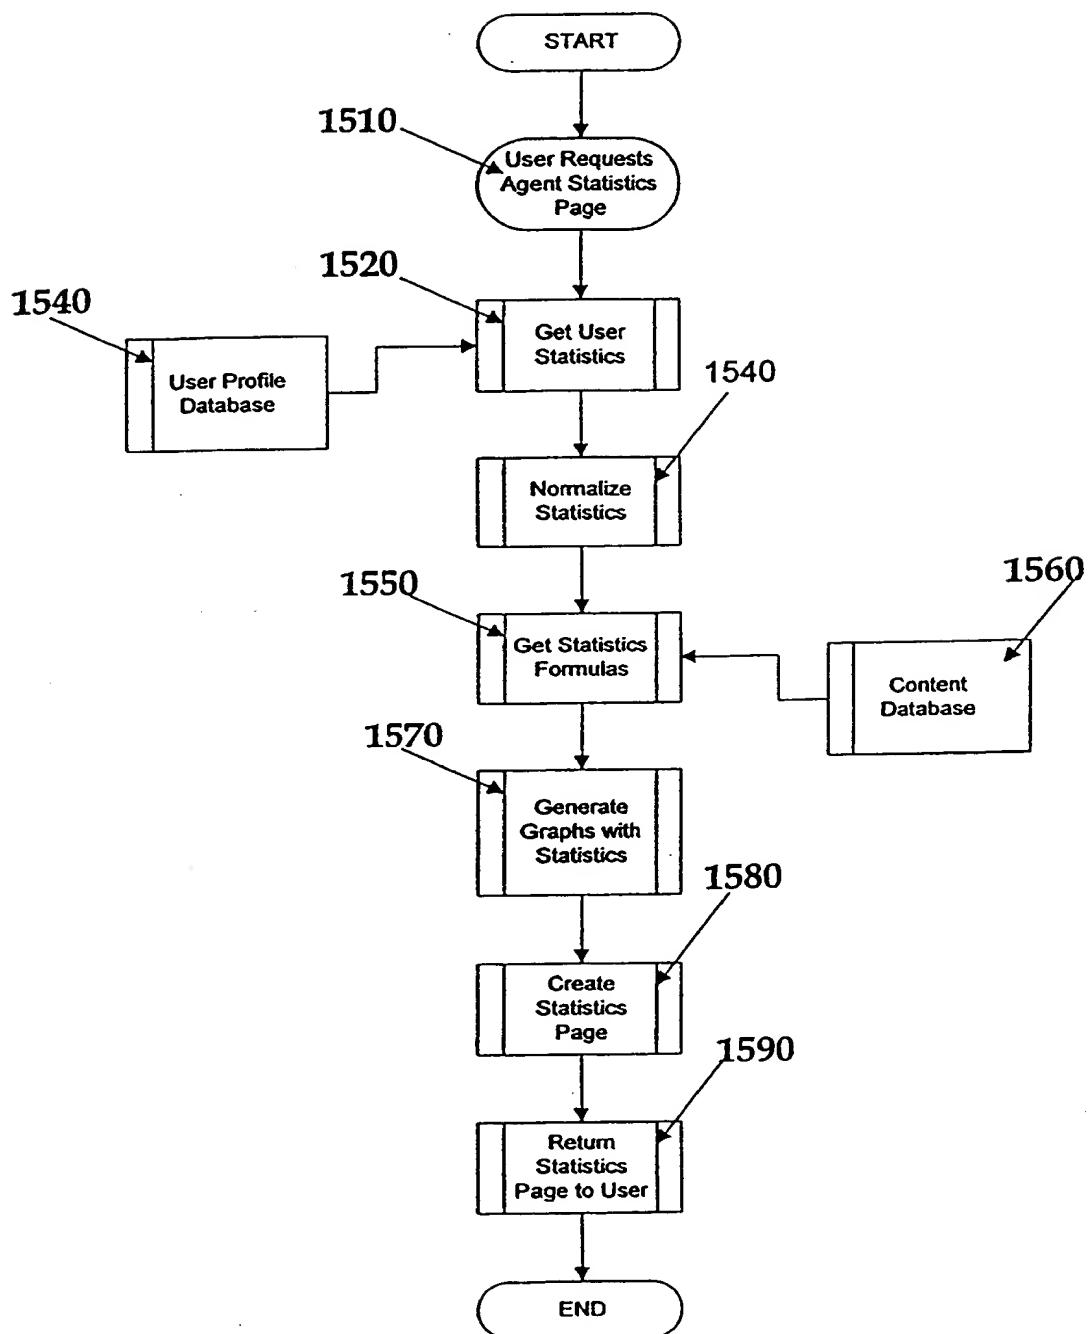 START
1510
User Requests
Agent Statistics
Page
1520
1540
Get User
Statistics
User Profile
Database
1540
Normalize
Statistics
1550
1560
Get Statistics
Formulas
Content
Database
1570
Generate
Graphs with
Statistics
1580
Create
Statistics
Page
1590
Return
Statistics
Page to User
END